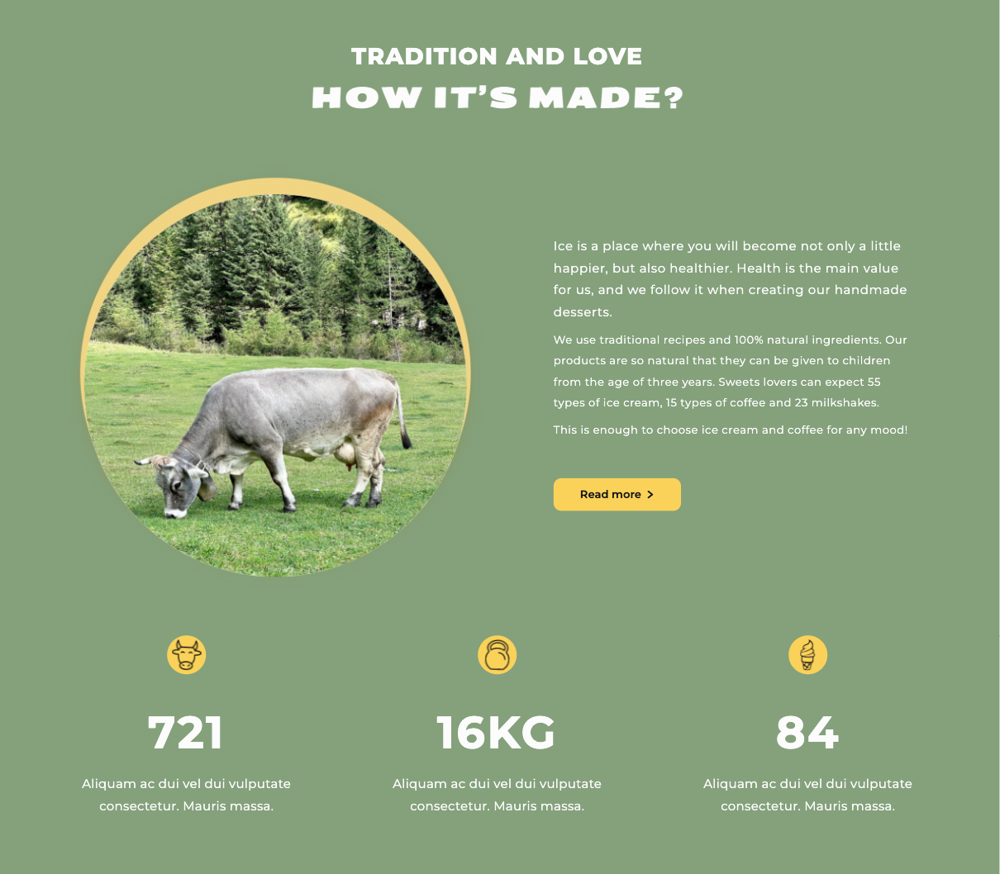 TRADITION AND LOVE
HOW IT'S MADE?
Ice is a place where you will become not only a little
happier, but also healthier. Health is the main value
for us, and we follow it when creating our handmade
desserts.
We use traditional recipes and 100% natural ingredients. Our
products are so natural that they can be given to children
from the age of three years. Sweets lovers can expect 55
types of ice cream, 15 types of coffee and 23 milkshakes.
This is enough to choose ice cream and coffee for any mood!
Read more
721
Aliquam ac dui vel dui vulputate
consectetur. Mauris massa.
16KG
Aliquam ac dui vel dui vulputate
consectetur. Mauris massa.
84
Aliquam ac dui vel dui vulputate
consectetur. Mauris massa.